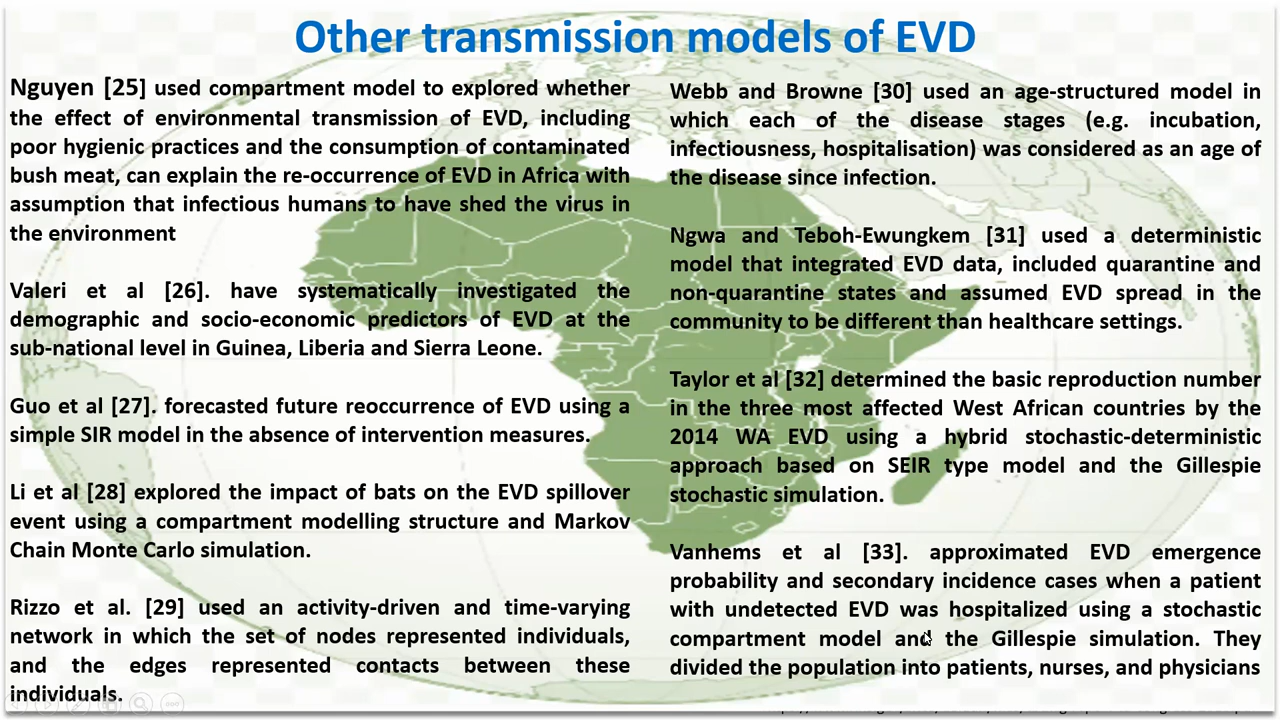 Other transmission models of EVD
Nguyen [25] used compartment model to explored whether
the effect of environmental transmission of EVD, including
poor hygienic practices and the consumption of contaminated
bush meat, can explain the re-occurrence of EVD in Africa with
assumption that infectious humans to have shed the virus in
the environment
Valeri et al [26]. have systematically investigated the
demographic and socio-economic predictors of EVD at the
sub-national level in Guinea, Liberia and Sierra Leone.
Guo et al [27]. forecasted future reoccurrence of EVD using a
simple SIR model in the absence of intervention measures.
Li et al [28] explored the impact of bats on the EVD spillover
event using a compartment modelling structure and Markov
Chain Monte Carlo simulation.
Rizzo et al. [29] used an activity-driven and time-varying
network in which the set of nodes represented individuals,
and the edges represented contacts between these
individuals.
Webb and Browne [30] used an age-structured model in
which each of the disease stages (e.g. incubation,
infectiousness, hospitalisation) was considered as an age of
the disease since infection.
Ngwa and Teboh-Ewungkem [31] used a deterministic
model that integrated EVD data, included quarantine and
non-quarantine states and assumed EVD spread in the
community to be different than healthcare settings.
Taylor et al [32] determined the basic reproduction number
in the three most affected West African countries by the
2014 WA EVD using a hybrid stochastic-deterministic
approach based on SEIR type model and the Gillespie
stochastic simulation.
Vanhems et al [33]. approximated EVD emergence
probability and secondary incidence cases when a patient
with undetected EVD was hospitalized using a stochastic
compartment model and the Gillespie simulation. They
divided the population into patients, nurses, and physicians